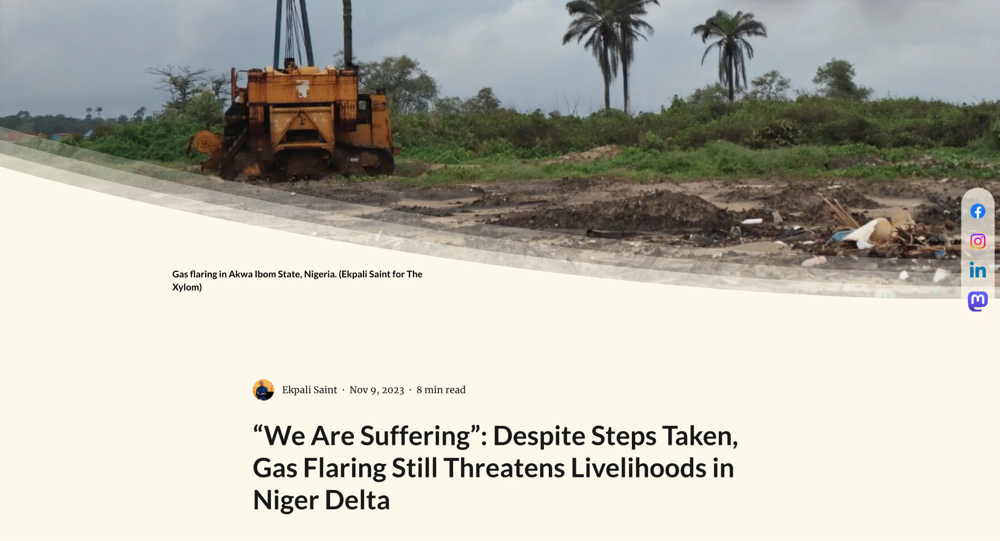 Gas flaring in Akwa Ibom State, Nigeria. (Ekpali Saint for The
Xylom)
Ekpali Saint · Nov 9, 2023 · 8 min read
“We Are Suffering”: Despite Steps Taken,
Gas Flaring Still Threatens Livelihoods in
Niger Delta